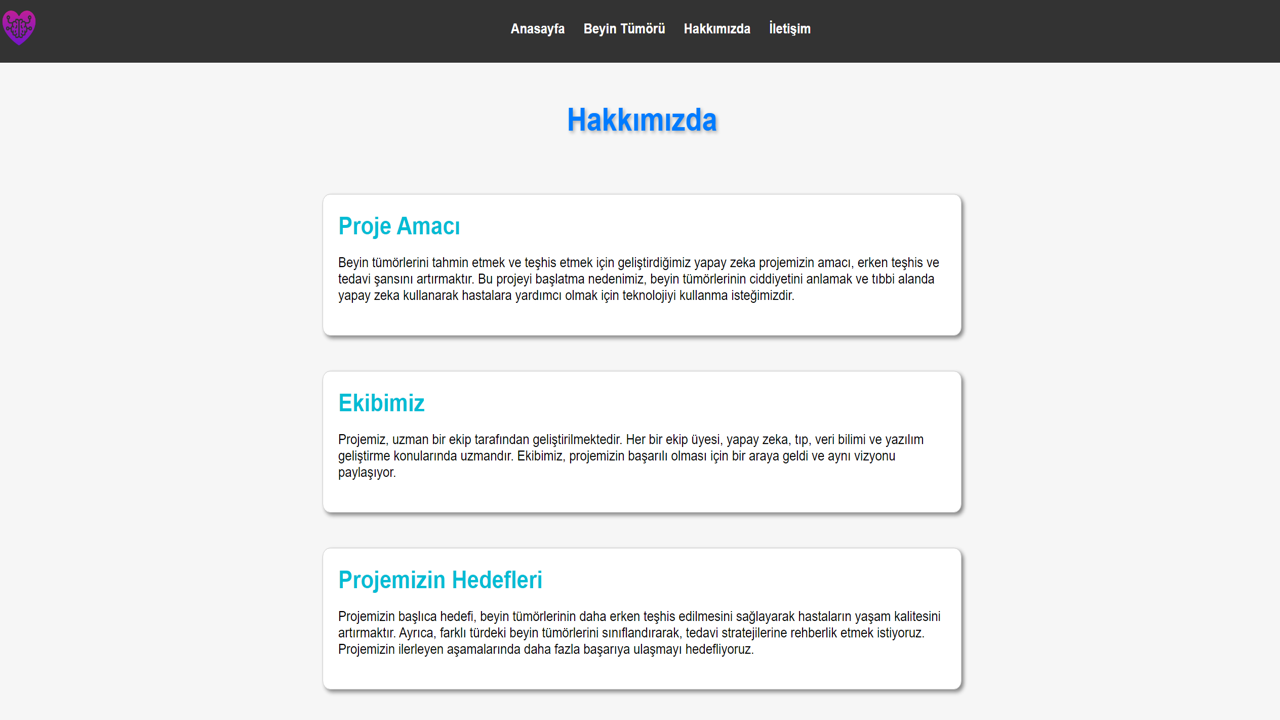 Anasayfa Beyin Tümörü Hakkımızda İletişim
Hakkımızda
Proje Amacı
Beyin tümörlerini tahmin etmek ve teşhis etmek için geliştirdiğimiz yapay zeka projemizin amacı, erken teşhis ve
tedavi şansını artırmaktır. Bu projeyi başlatma nedenimiz, beyin tümörlerinin ciddiyetini anlamak ve tıbbi alanda
yapay zeka kullanarak hastalara yardımcı olmak için teknolojiyi kullanma isteğimizdir.
Ekibimiz
Projemiz, uzman bir ekip tarafından geliştirilmektedir. Her bir ekip üyesi, yapay zeka, tıp, veri bilimi ve yazılım
geliştirme konularında uzmandır. Ekibimiz, projemizin başarılı olması için bir araya geldi ve aynı vizyonu
paylaşıyor.
Projemizin Hedefleri
Projemizin başlıca hedefi, beyin tümörlerinin daha erken teşhis edilmesini sağlayarak hastaların yaşam kalitesini
artırmaktır. Ayrıca, farklı türdeki beyin tümörlerini sınıflandırarak, tedavi stratejilerine rehberlik etmek istiyoruz.
Projemizin ilerleyen aşamalarında daha fazla başarıya ulaşmayı hedefliyoruz.